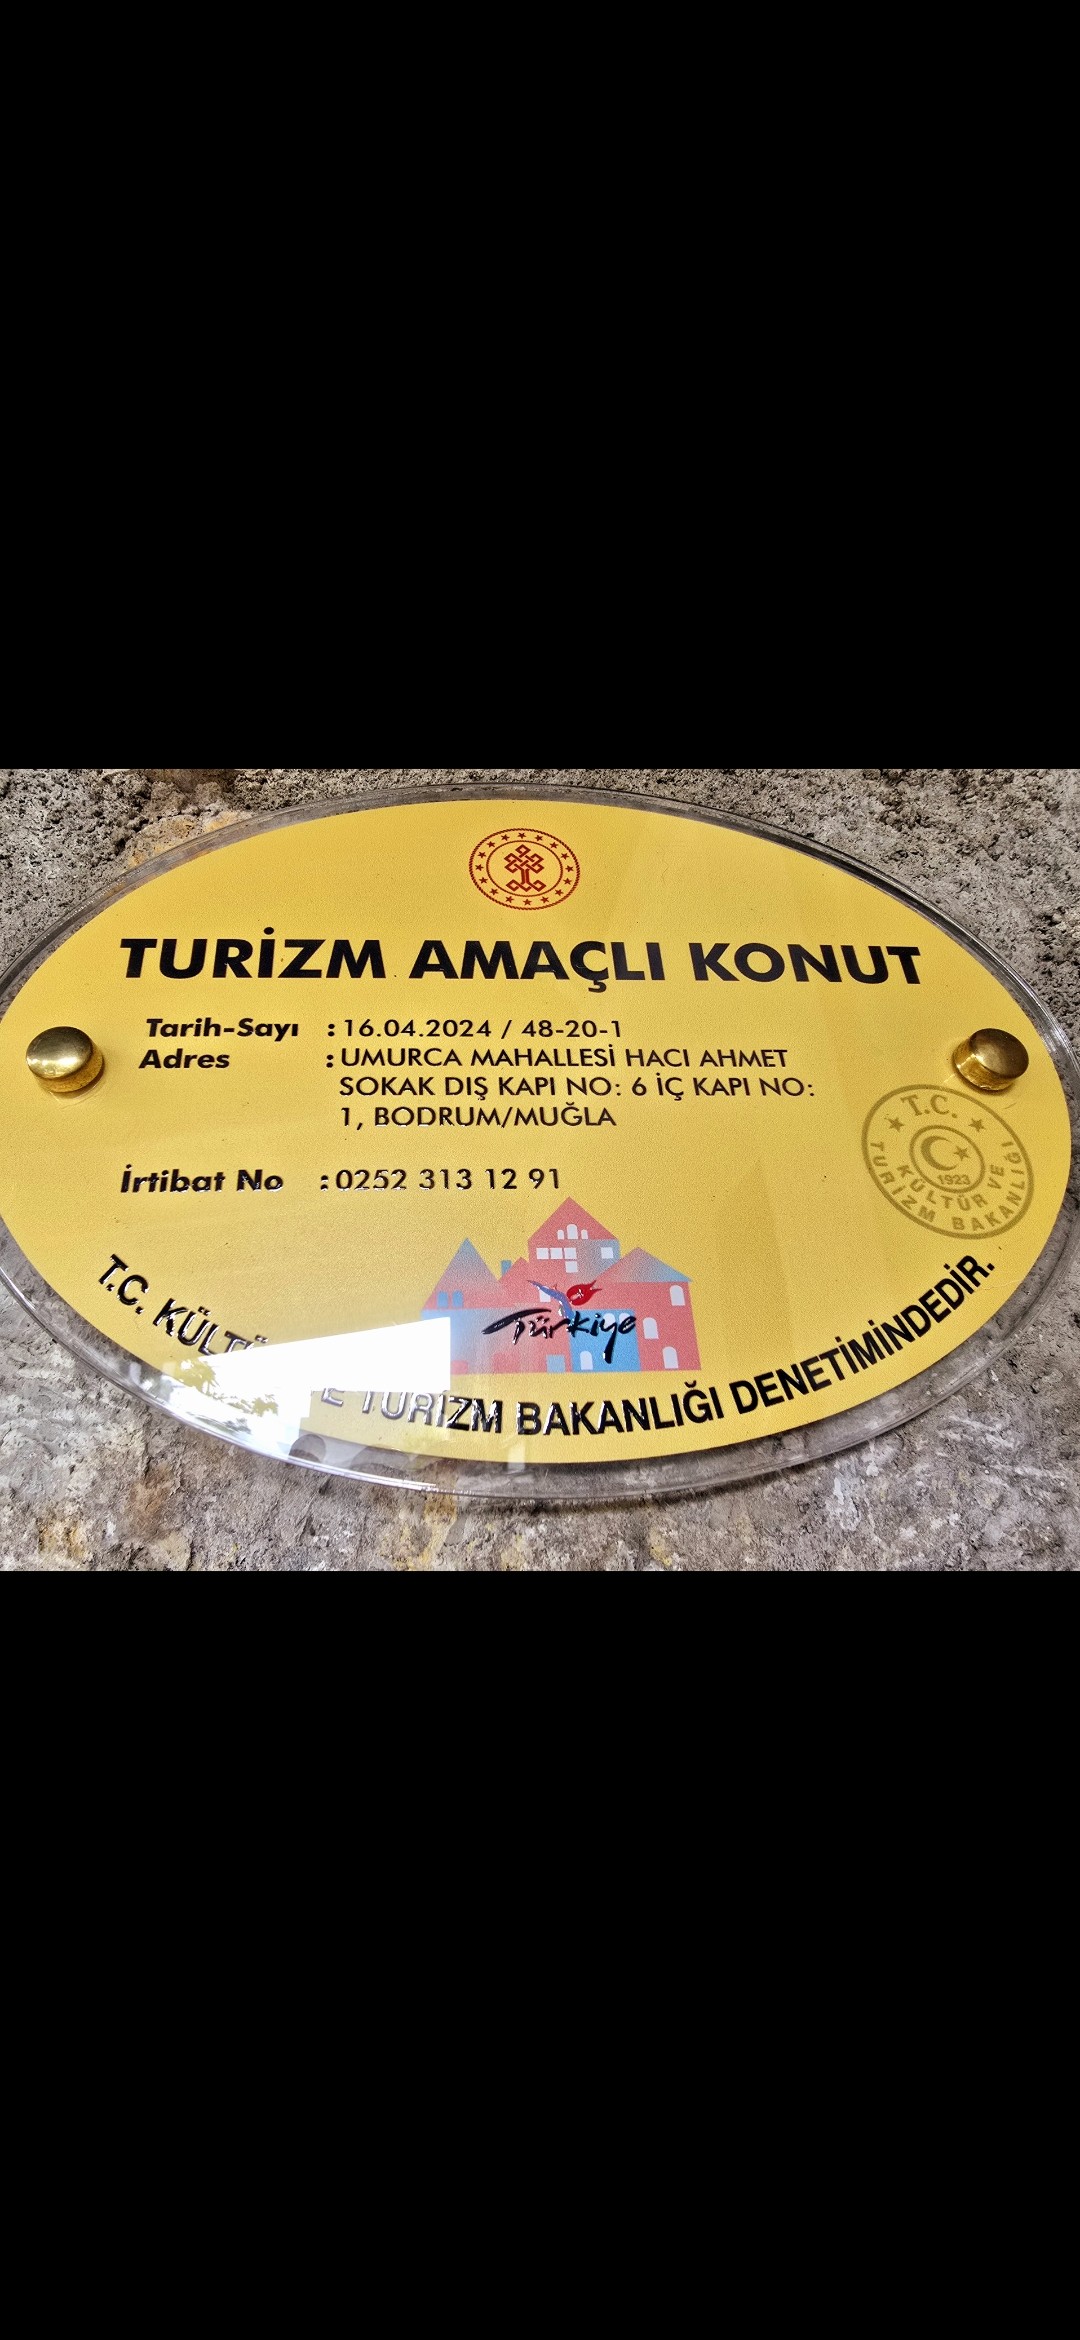 TURİZM AMAÇLI KONUT
Tarih-Sayı : 16.04.2024 / 48-20-1
Adres : UMURCA MAHALLESİ HACI AHMET
SOKAK DIŞ KAPI NO: 6 İÇ KAPI NO:
1, BODRUM/MUĞLA
İrtibat No : 0252 313 12 91
T.C.
1923
KÜLTÜR VE
TURİZM BAKANLIĞI
Türkiye
T.C. TURİZM BAKANLIĞI DENETİMİNDEDİR.